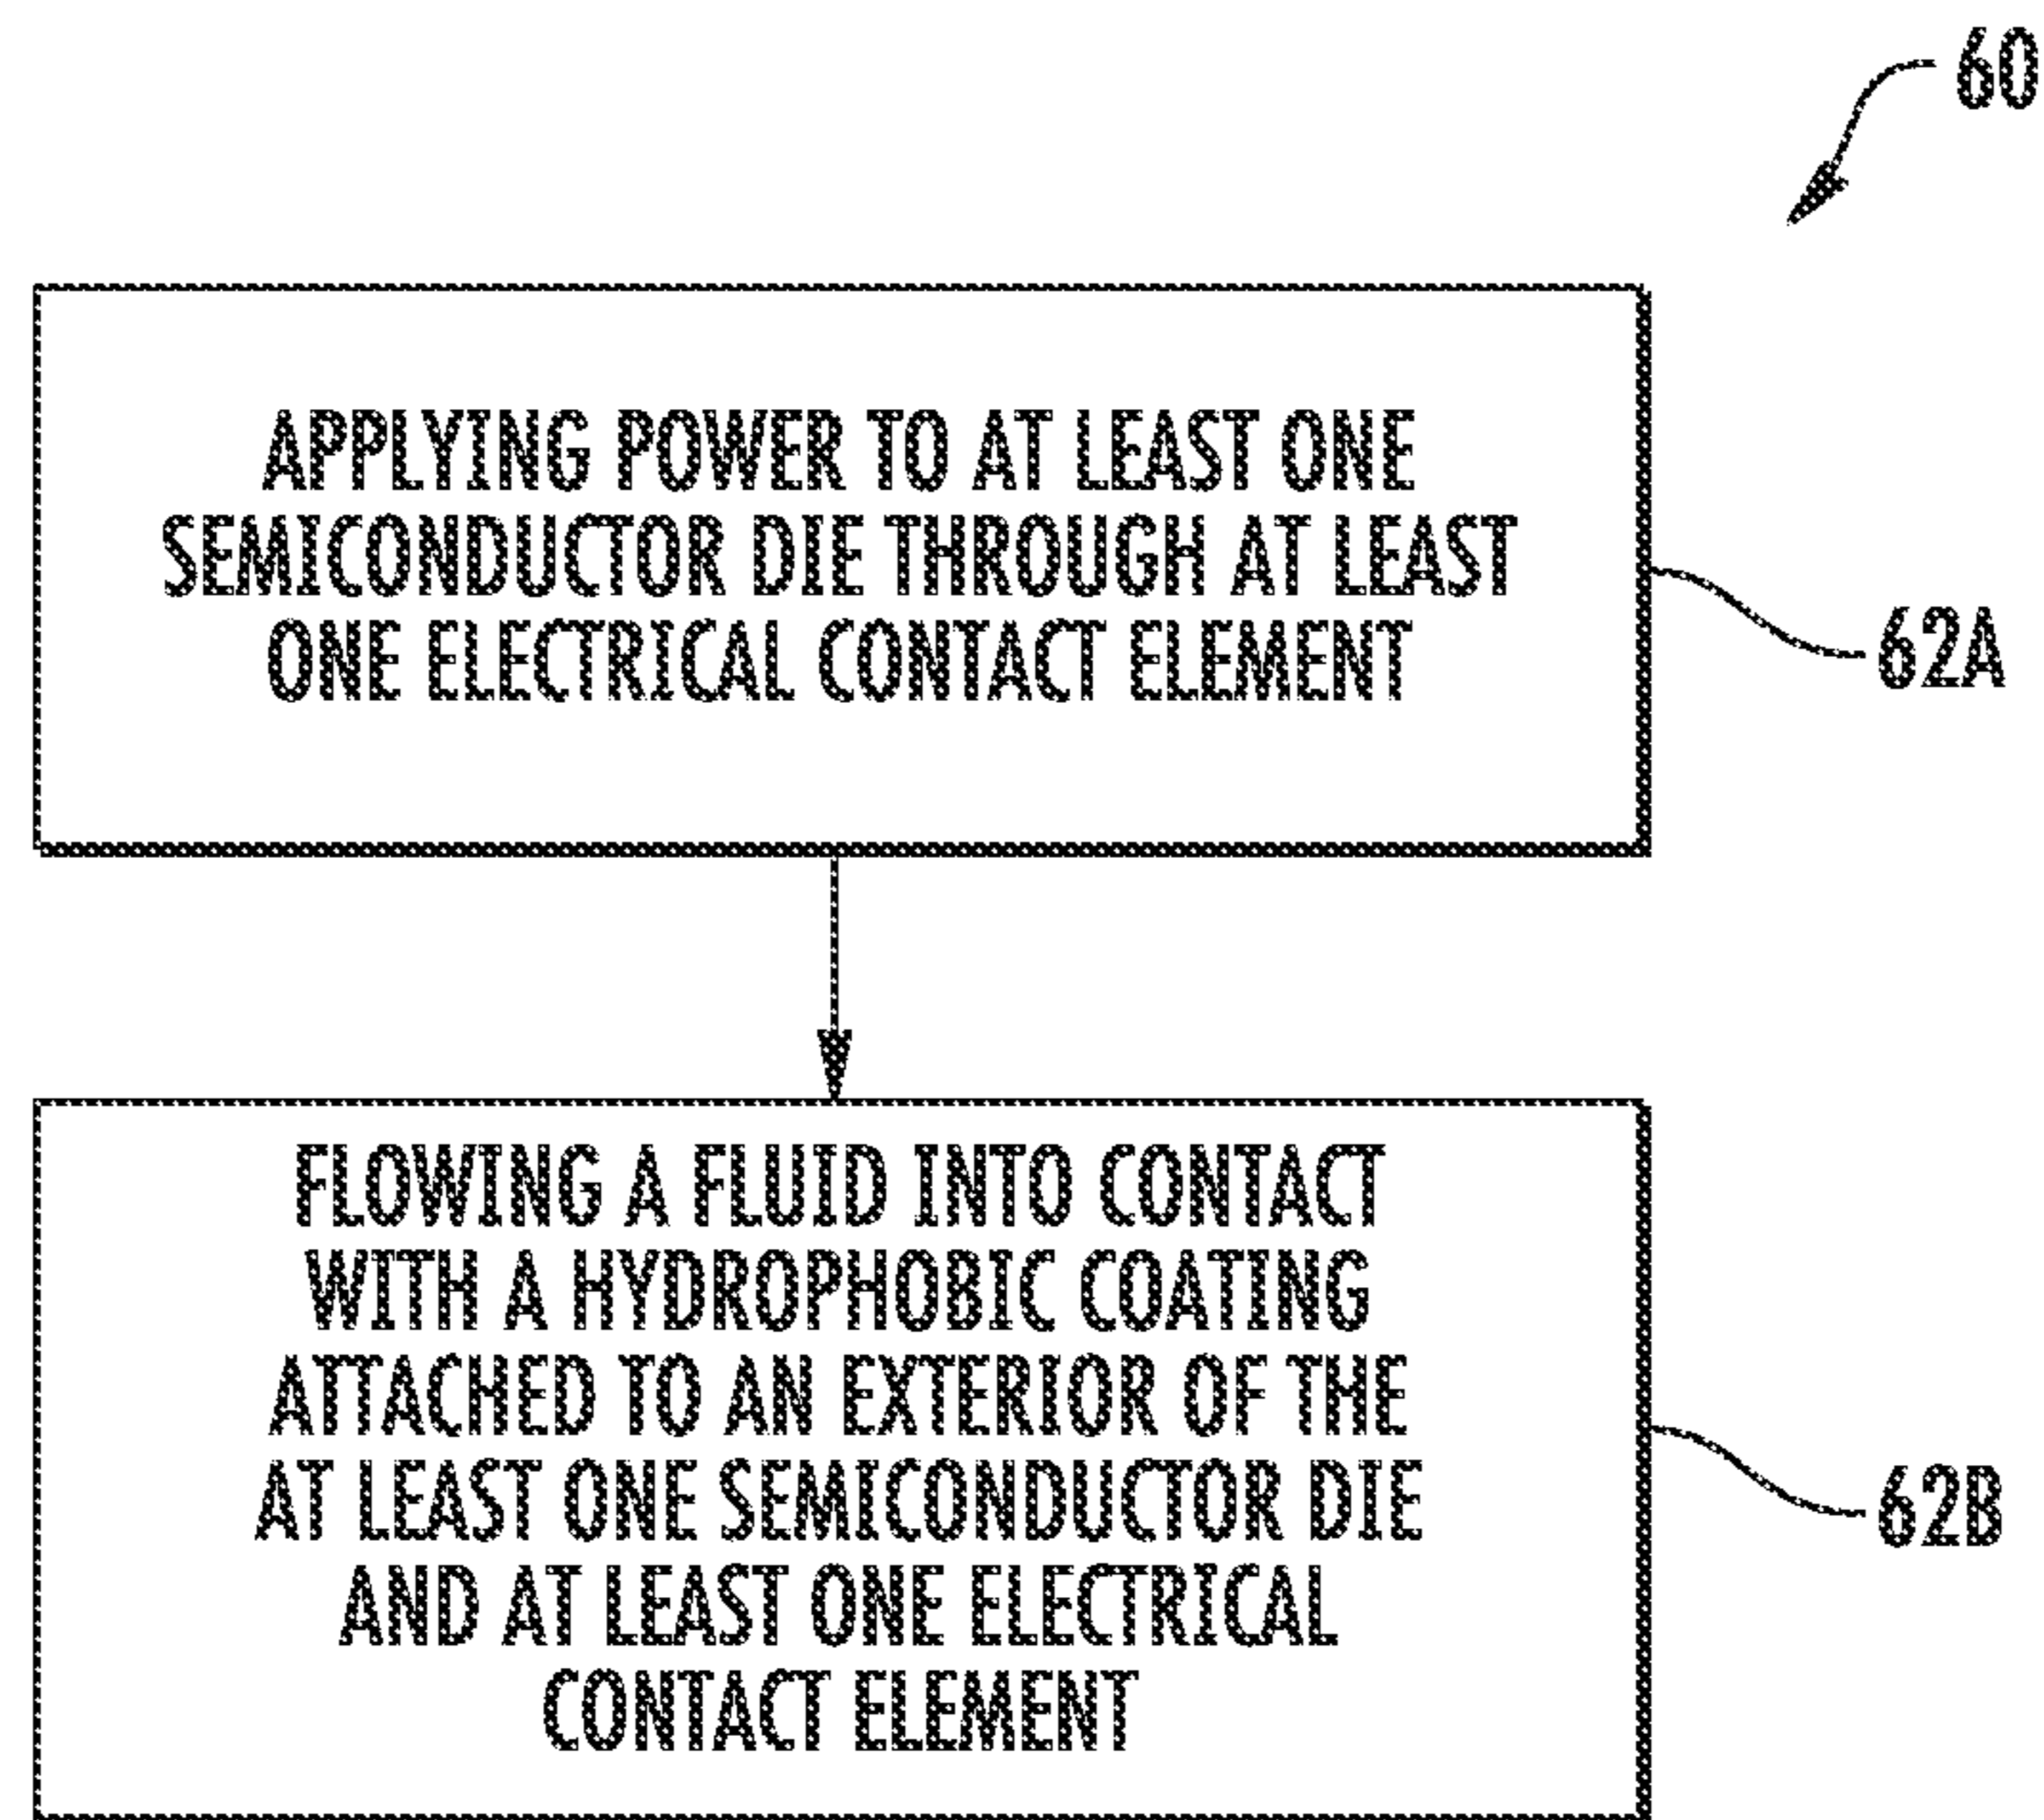 60
APPLYING POWER TO AT LEAST ONE
SEMICONDUCTOR DIE THROUGH AT LEAST
ONE ELECTRICAL CONTACT ELEMENT
62A
FLOWING A FLUID INTO CONTACT
WITH A HYDROPHOBIC COATING
ATTACHED TO AN EXTERIOR OF THE
AT LEAST ONE SEMICONDUCTOR DIE
AND AT LEAST ONE ELECTRICAL
CONTACT ELEMENT
62B